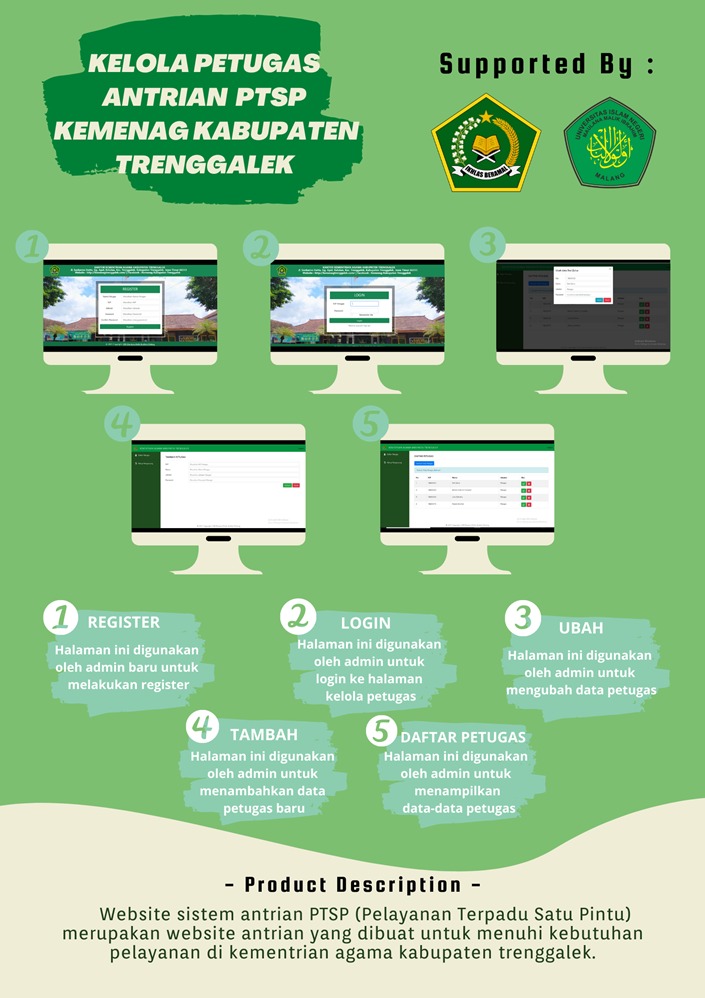 KELOLA PETUGAS
ANTRIAN PTSP
KEMENAG KABUPATEN
TRENGGALEK
Supported By :
IKHLAS BERAMAL
UNIVERSITAS ISLAM NEGERI
MAULANA MALIK IBRAHIM
MALANG
1
2
3
REGISTER
LOGIN
4
5
1 REGISTER
Halaman ini digunakan
oleh admin baru untuk
melakukan register
2 LOGIN
Halaman ini digunakan
oleh admin untuk
login ke halaman
kelola petugas
3 UBAH
Halaman ini digunakan
oleh admin untuk
mengubah data petugas
4 TAMBAH
Halaman ini digunakan
oleh admin untuk
menambahkan data
petugas baru
5 DAFTAR PETUGAS
Halaman ini digunakan
oleh admin untuk
menampilkan
data-data petugas
- Product Description -
Website sistem antrian PTSP (Pelayanan Terpadu Satu Pintu)
merupakan website antrian yang dibuat untuk menuhi kebutuhan
pelayanan di kementrian agama kabupaten trenggalek.